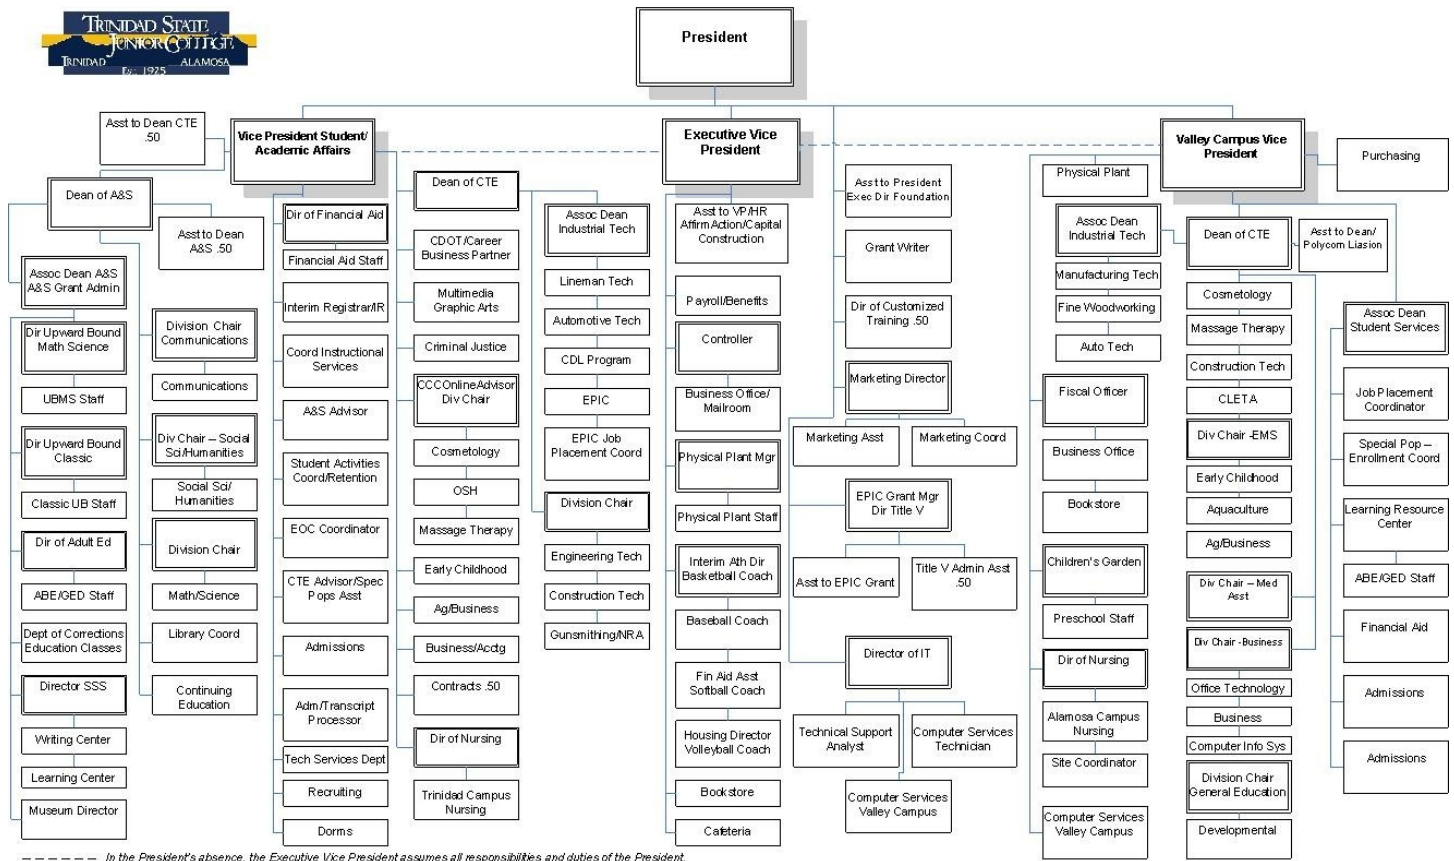 TRINIDAD STATE
JUNIOR COLLEGE
TRINIDAD ALAMOSA
Est. 1925
President
Asst to Dean CTE
.50
Vice President Student/
Academic Affairs
Executive Vice
President
Valley Campus Vice
President
Purchasing
Dean of A&S
Asst to Dean
A&S .50
Assoc Dean A&S
A&S Grant Admin
Dir Upward Bound
Math Science
UBMS Staff
Dir Upward Bound
Classic
Classic UB Staff
Dir of Adult Ed
ABE/GED Staff
Dept of Corrections
Education Classes
Director SSS
Writing Center
Learning Center
Museum Director
Division Chair
Communications
Communications
Div Chair – Social
Sci/Humanities
Social Sci/
Humanities
Division Chair
Math/Science
Library Coord
Continuing
Education
Dir of Financial Aid
Financial Aid Staff
Interim Registrar/IR
Coord Instructional
Services
A&S Advisor
Student Activities
Coord/Retention
EOC Coordinator
CTE Advisor/Spec
Pops Asst
Admissions
Adm/Transcript
Processor
Tech Services Dept
Recruiting
Dorms
Dean of CTE
CDOT/Career
Business Partner
Multimedia
Graphic Arts
Criminal Justice
CCCOnlineAdvisor
Div Chair
Cosmetology
OSH
Massage Therapy
Early Childhood
Ag/Business
Business/Acctg
Contracts .50
Dir of Nursing
Trinidad Campus
Nursing
Assoc Dean
Industrial Tech
Lineman Tech
Automotive Tech
CDL Program
EPIC
EPIC Job
Placement Coord
Division Chair
Engineering Tech
Construction Tech
Gunsmithing/NRA
Asst to VP/HR
Affirm Action/Capital
Construction
Payroll/Benefits
Controller
Business Office/
Mailroom
Physical Plant Mgr
Physical Plant Staff
Interim Ath Dir
Basketball Coach
Baseball Coach
Fin Aid Asst
Softball Coach
Housing Director
Volleyball Coach
Bookstore
Cafeteria
Asst to President
Exec Dir Foundation
Grant Writer
Dir of Customized
Training .50
Marketing Director
Marketing Asst
Marketing Coord
EPIC Grant Mgr
Dir Title V
Asst to EPIC Grant
Title V Admin Asst
.50
Director of IT
Technical Support
Analyst
Computer Services
Technician
Computer Services
Valley Campus
Physical Plant
Assoc Dean
Industrial Tech
Manufacturing Tech
Fine Woodworking
Auto Tech
Fiscal Officer
Business Office
Bookstore
Children's Garden
Preschool Staff
Dir of Nursing
Alamosa Campus
Nursing
Site Coordinator
Computer Services
Valley Campus
Dean of CTE
Asst to Dean/
Polycom Liasion
Cosmetology
Massage Therapy
Construction Tech
CLETA
Div Chair -EMS
Early Childhood
Aquaculture
Ag/Business
Div Chair – Med
Asst
Div Chair -Business
Office Technology
Business
Computer Info Sys
Division Chair
General Education
Developmental
Assoc Dean
Student Services
Job Placement
Coordinator
Special Pop –
Enrollment Coord
Learning Resource
Center
ABE/GED Staff
Financial Aid
Admissions
Admissions
In the President's absence, the Executive Vice President assumes all responsibilities and duties of the President.